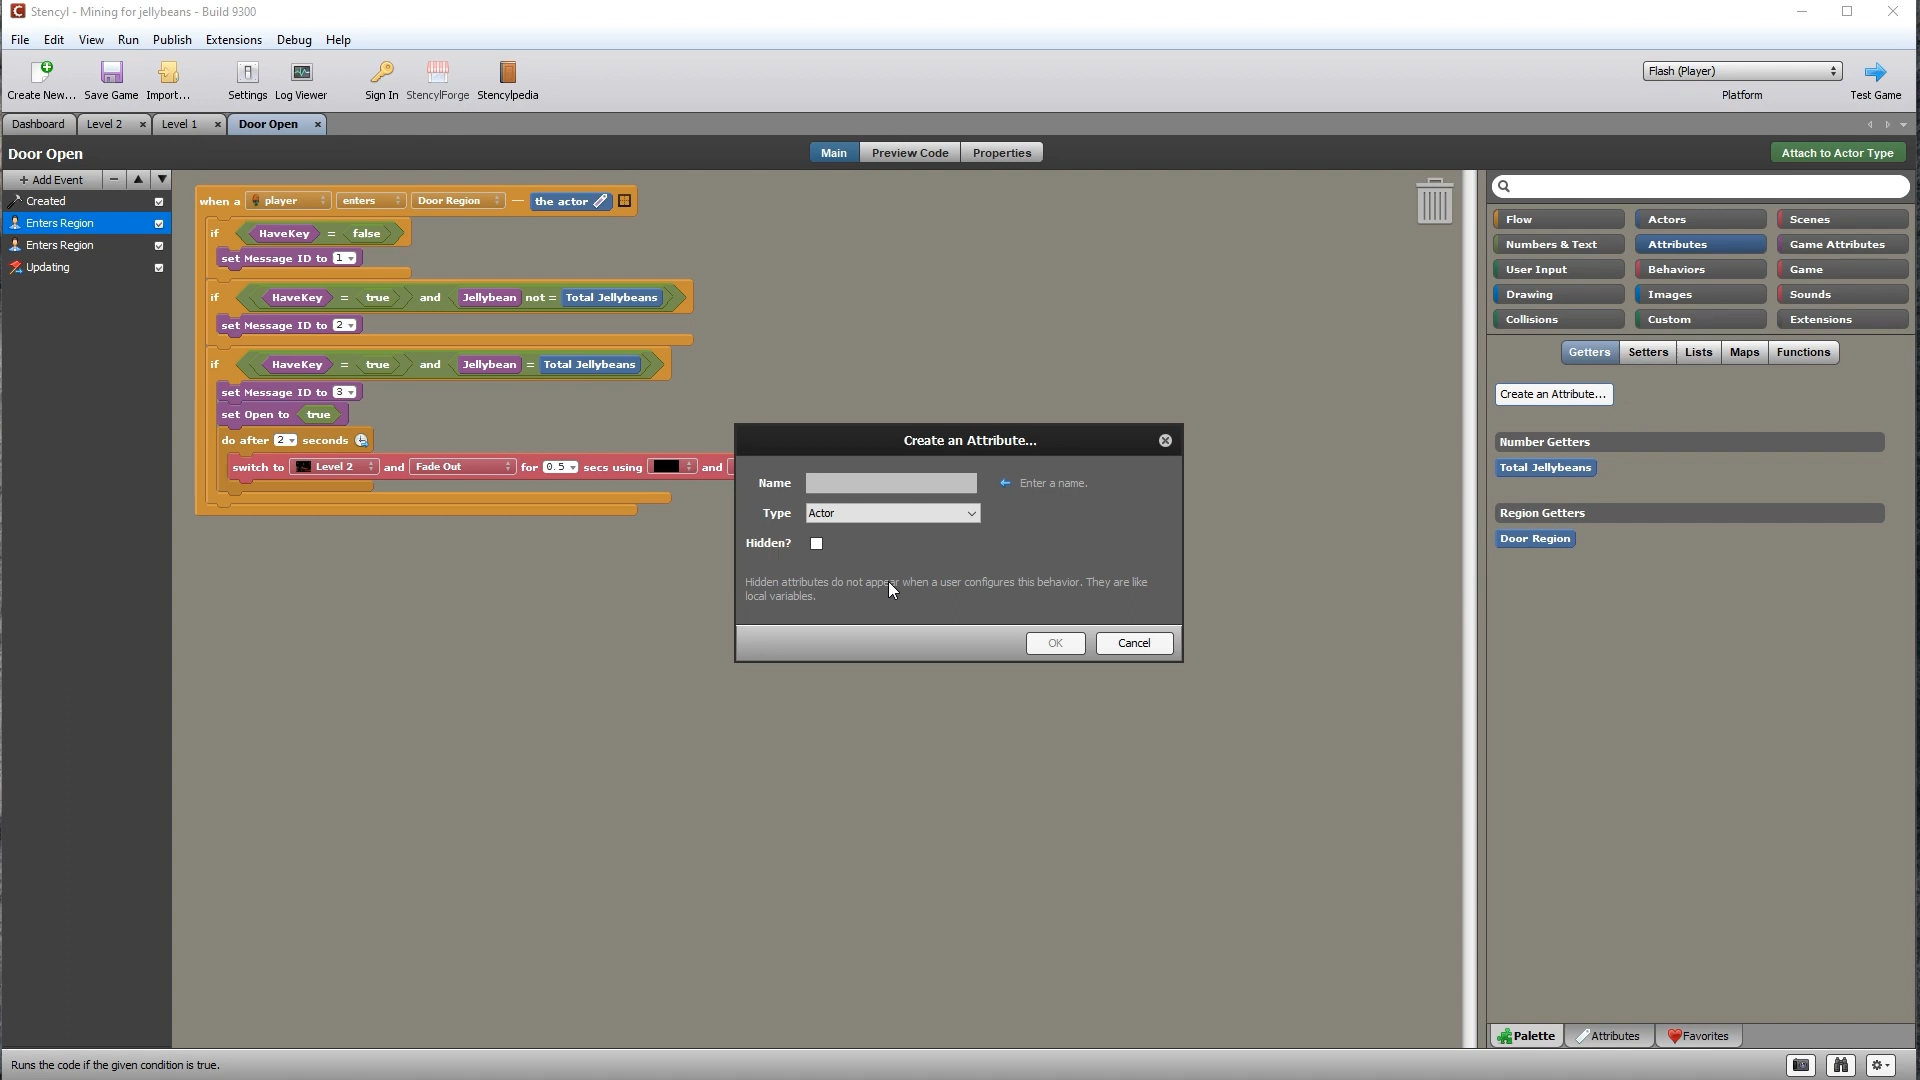 Stencyl - Mining for jellybeans - Build 9300
File Edit View Run Publish Extensions Debug Help
Create New... Save Game Import... Settings Log Viewer Sign In StencylForge Stencylpedia
Flash (Player)
Platform
Test Game
Dashboard Level 2 Level 1 Door Open
Door Open
Main Preview Code Properties
Attach to Actor Type
+ Add Event
Created
Enters Region
Enters Region
Updating
when a player enters Door Region — the actor
if HaveKey = false
set Message ID to 1
if HaveKey = true and Jellybean not = Total Jellybeans
set Message ID to 2
if HaveKey = true and Jellybean = Total Jellybeans
set Message ID to 3
set Open to true
do after 2 seconds
switch to Level 2 and Fade Out for 0.5 secs using and
Create an Attribute...
Name
Enter a name.
Type Actor
Hidden?
Hidden attributes do not appear when a user configures this behavior. They are like
local variables.
OK Cancel
Flow Actors Scenes
Numbers & Text Attributes Game Attributes
User Input Behaviors Game
Drawing Images Sounds
Collisions Custom Extensions
Getters Setters Lists Maps Functions
Create an Attribute...
Number Getters
Total Jellybeans
Region Getters
Door Region
Palette Attributes Favorites
Runs the code if the given condition is true.